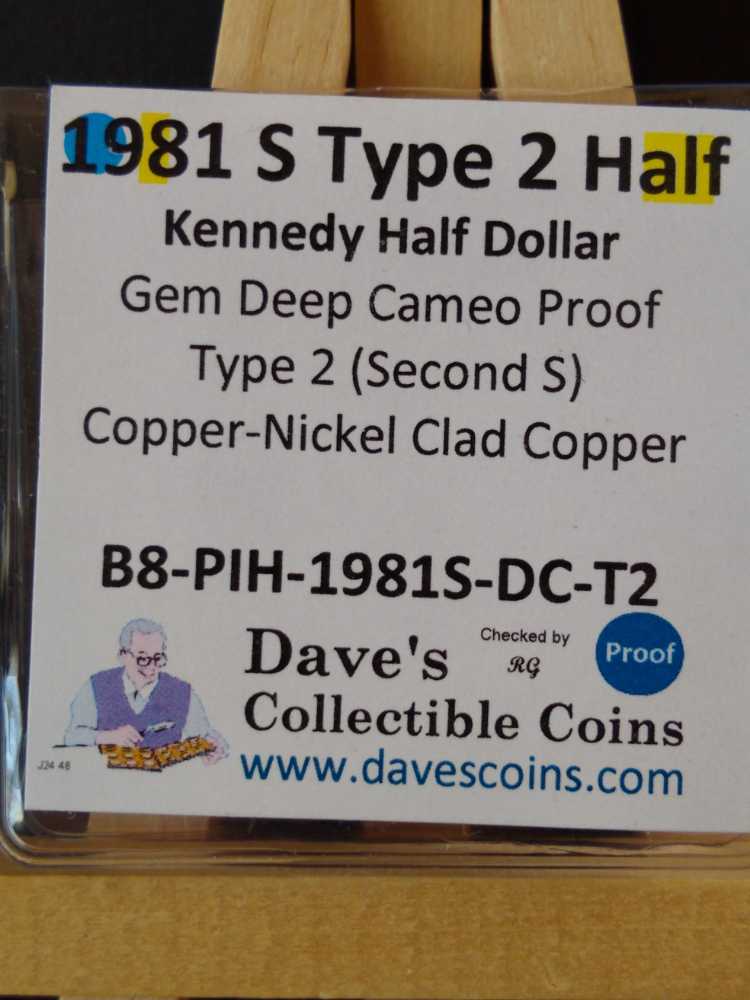 1981 S Type 2 Half
Kennedy Half Dollar
Gem Deep Cameo Proof
Type 2 (Second S)
Copper-Nickel Clad Copper
B8-PIH-1981S-DC-T2
Dave's
Checked by
RG
Proof
Collectible Coins
J24 48
www.davescoins.com